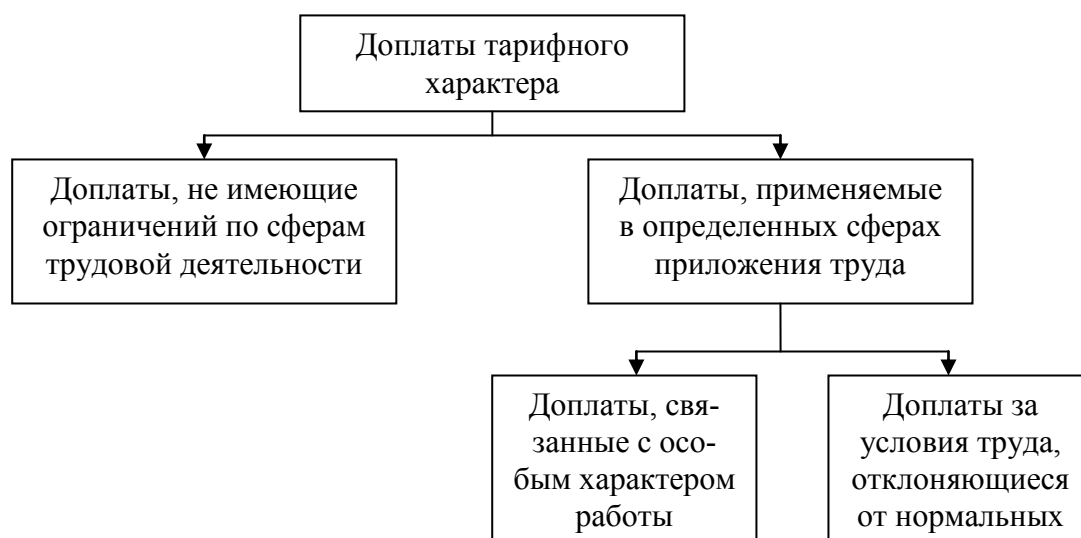 Доплаты тарифного
характера
Доплаты, не имеющие
ограничений по сферам
трудовой деятельности
Доплаты, применяемые
в определенных сферах
приложения труда
Доплаты, свя-
занные с осо-
бым характером
работы
Доплаты за
условия труда,
отклоняющиеся
от нормальных